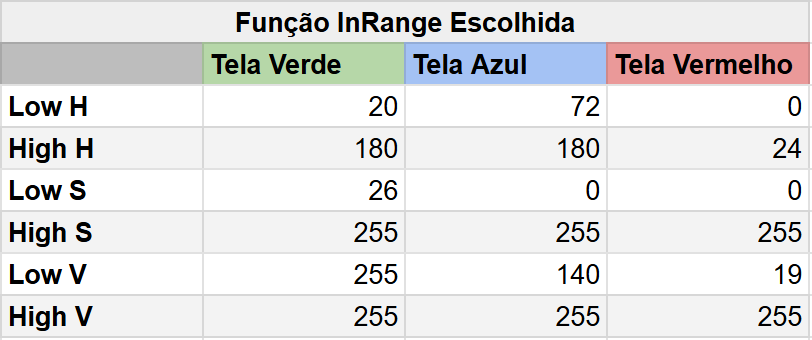 Função InRange Escolhida
Tela Verde Tela Azul Tela Vermelho
Low H 20 72 0
High H 180 180 24
Low S 26 0 0
High S 255 255 255
Low V 255 140 19
High V 255 255 255